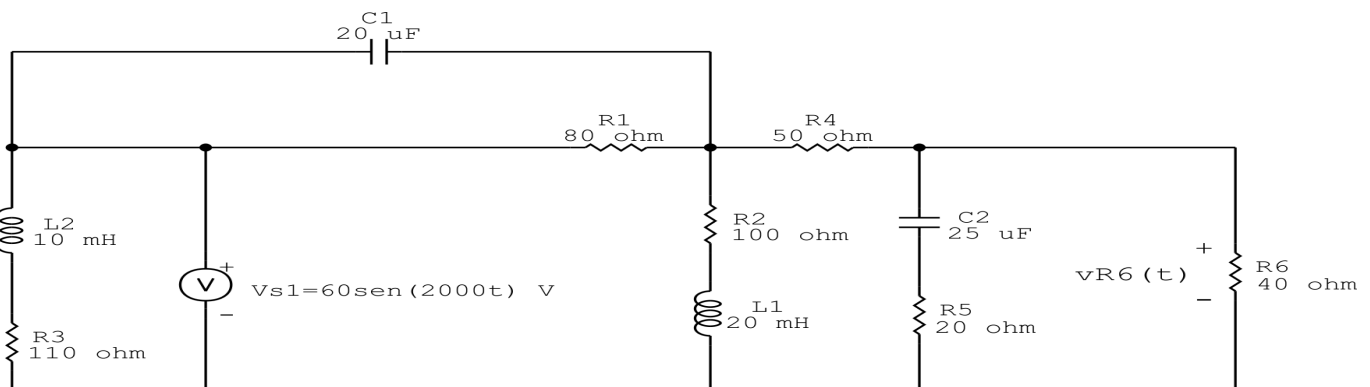 C1
20 uF
R1
80 ohm
R4
50 ohm
L2
10 mH
R2
100 ohm
C2
25 uF
+
V
Vs1=60sen(2000t) V
-
+
vR6(t)
-
R6
40 ohm
L1
20 mH
R5
20 ohm
R3
110 ohm